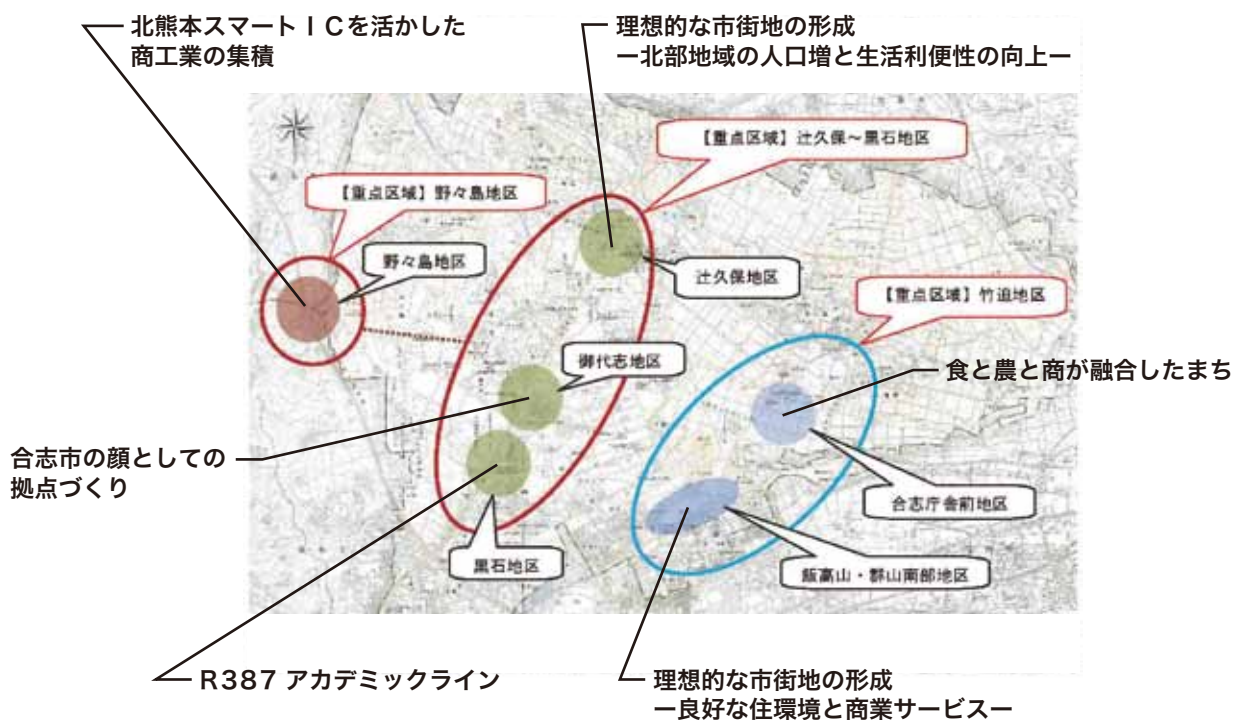 北熊本スマートＩＣを活かした
商工業の集積
理想的な市街地の形成
ー北部地域の人口増と生活利便性の向上ー
【重点区域】辻久保～黒石地区
【重点区域】野々島地区
野々島地区
辻久保地区
【重点区域】竹迫地区
御代志地区
食と農と商が融合したまち
合志市の顔としての
拠点づくり
合志庁舎前地区
黒石地区
飯高山・群山南部地区
R387 アカデミックライン
理想的な市街地の形成
ー良好な住環境と商業サービスー